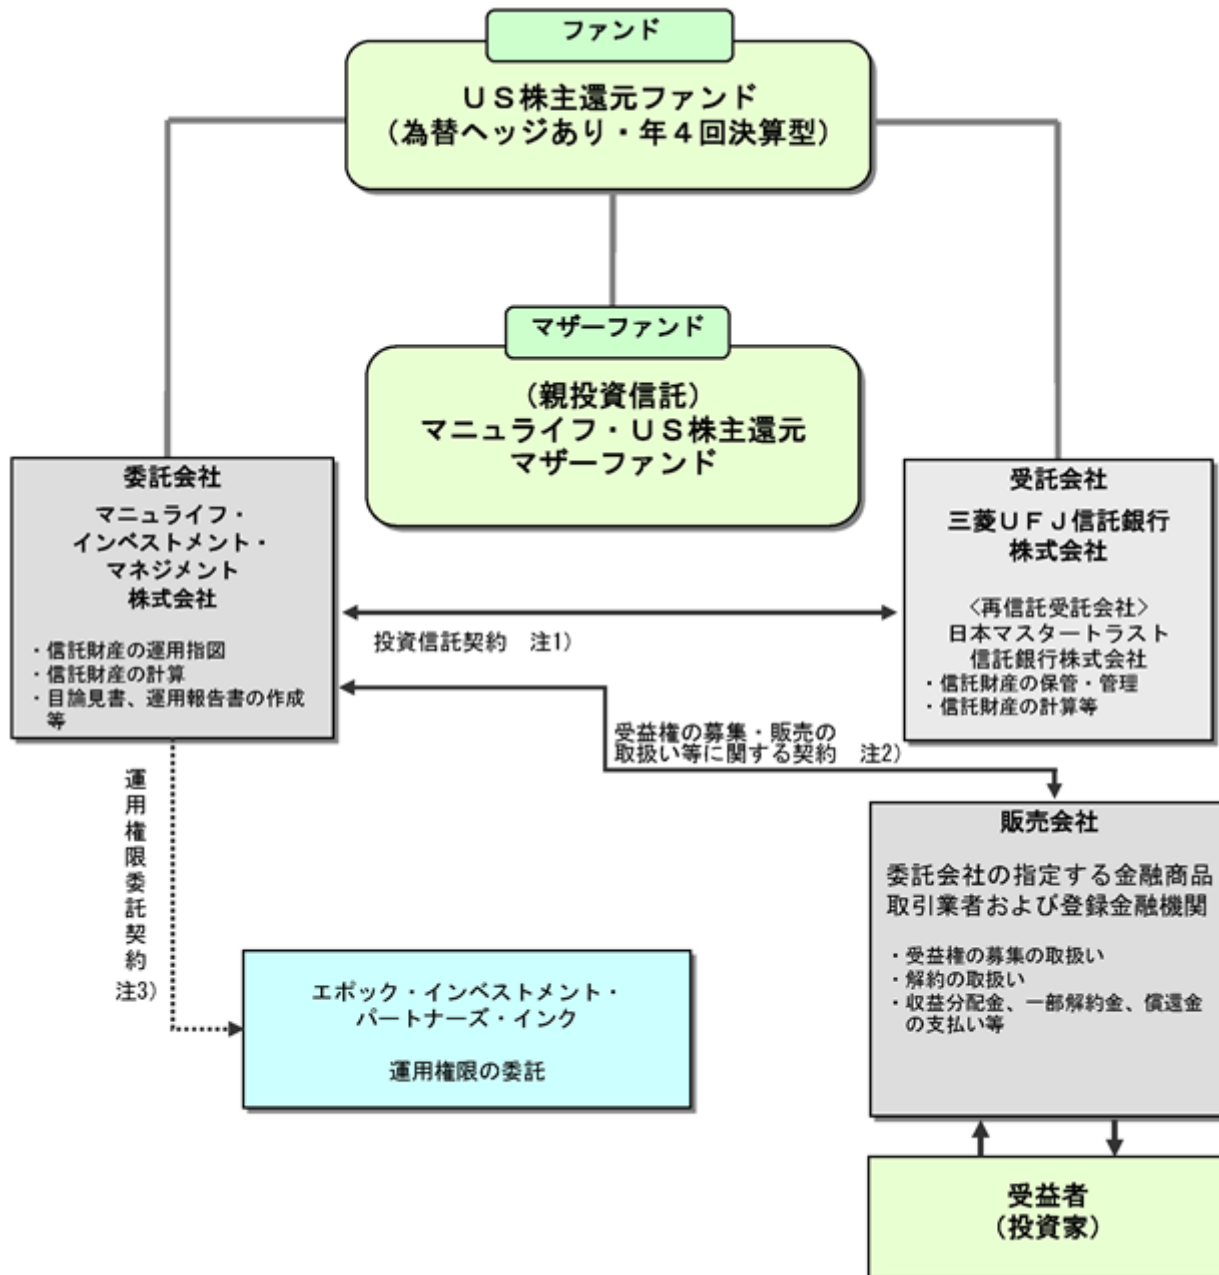 ファンド
ＵＳ株主還元ファンド
（為替ヘッジあり・年４回決算型）
マザーファンド
（親投資信託）
マニュライフ・ＵＳ株主還元
マザーファンド
委託会社
マニュライフ・
インベストメント・
マネジメント
株式会社
・信託財産の運用指図
・信託財産の計算
・目論見書、運用報告書の作成
等
受託会社
三菱ＵＦＪ信託銀行
株式会社
〈再信託受託会社〉
日本マスタートラスト
信託銀行株式会社
・信託財産の保管・管理
・信託財産の計算等
投資信託契約　注1）
受益権の募集・販売の
取扱い等に関する契約　注2）
運用権限委託契約
注3）
エポック・インベストメント・
パートナーズ・インク
運用権限の委託
販売会社
委託会社の指定する金融商品
取引業者および登録金融機関
・受益権の募集の取扱い
・解約の取扱い
・収益分配金、一部解約金、償還金
の支払い等
受益者
（投資家）